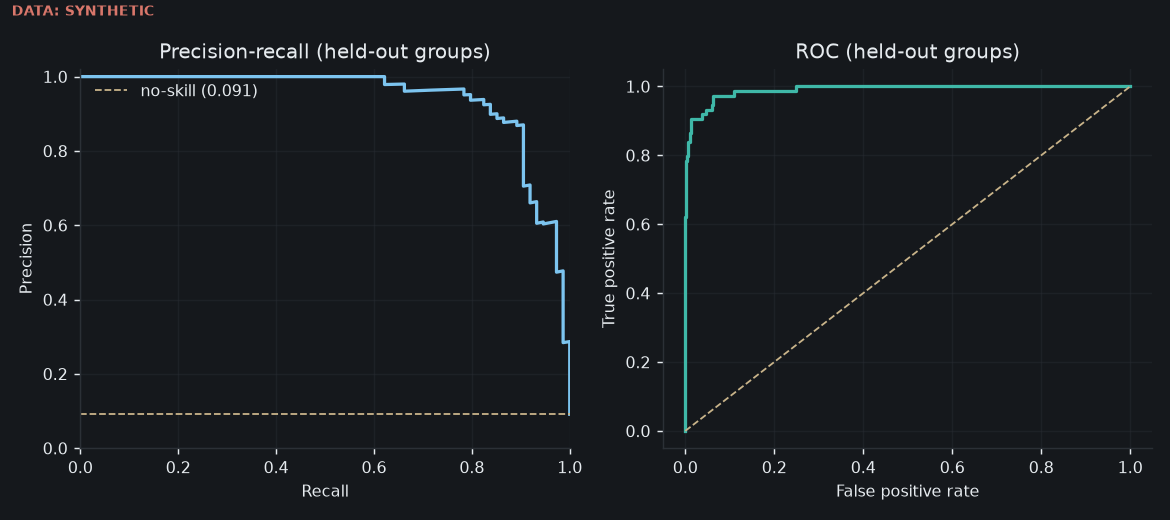 DATA: SYNTHETIC
Precision-recall (held-out groups)
1.0
0.8
0.6
0.4
0.2
0.0
Precision
no-skill (0.091)
0.0 0.2 0.4 0.6 0.8 1.0
Recall
ROC (held-out groups)
1.0
0.8
0.6
0.4
0.2
0.0
True positive rate
0.0 0.2 0.4 0.6 0.8 1.0
False positive rate